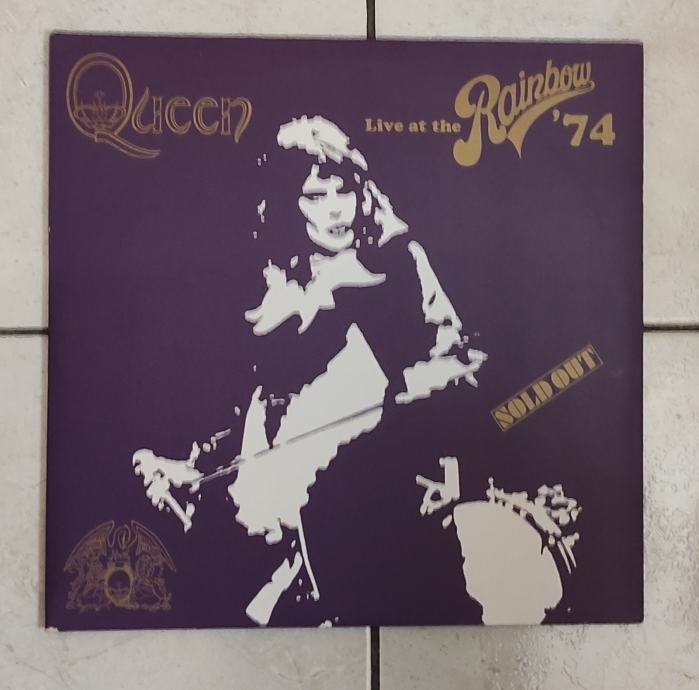 Queen
Live at the Rainbow '74
SOLD OUT